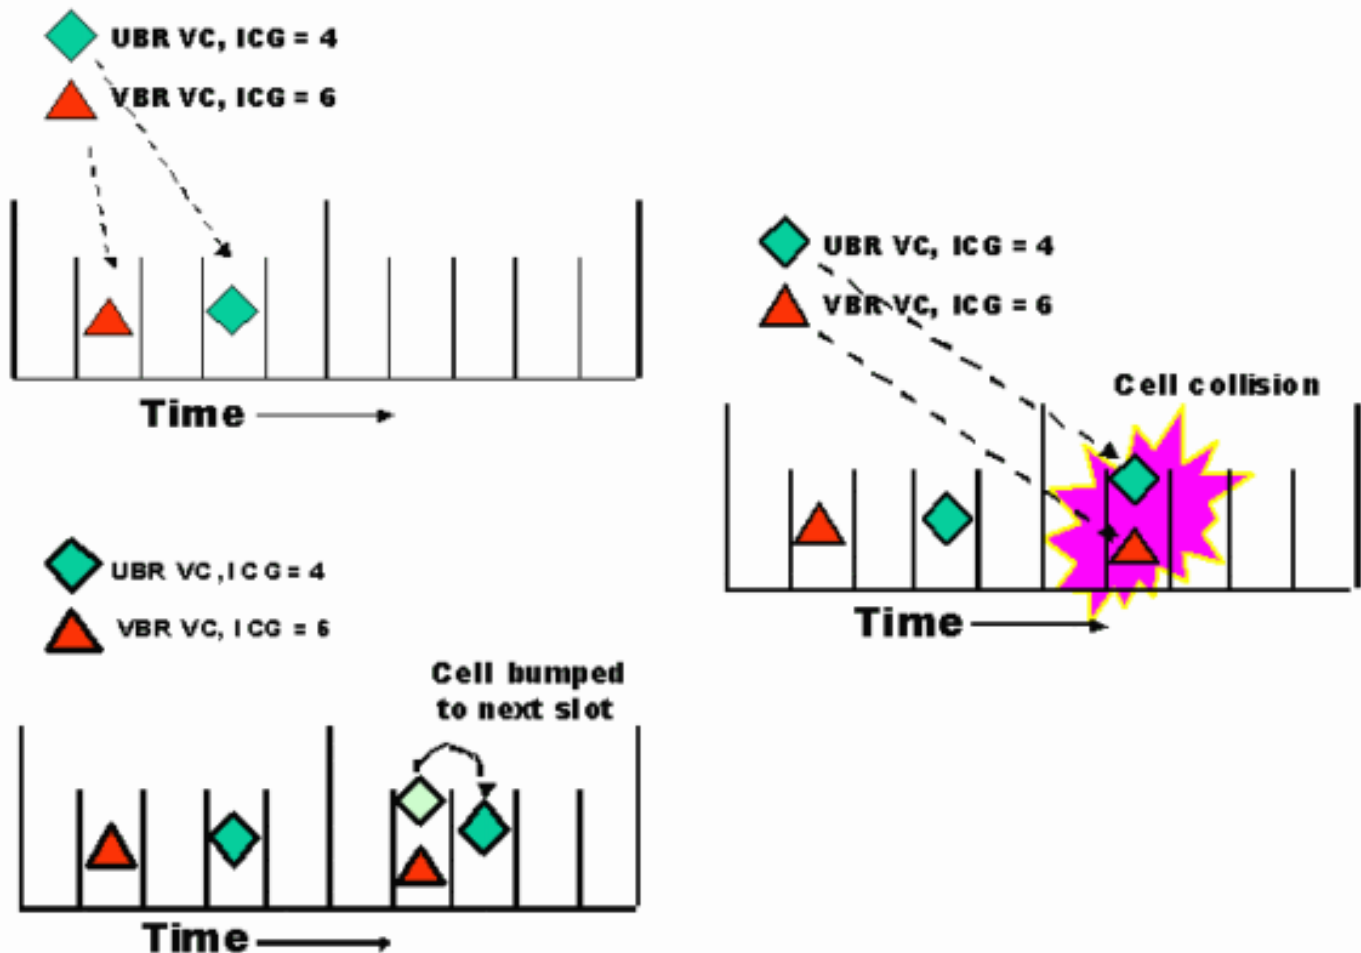 UBR VC, ICG = 4
VBR VC, ICG = 6
Time
UBR VC, ICG = 4
VBR VC, ICG = 6
Cell collision
Time
UBR VC, ICG = 4
VBR VC, ICG = 6
Cell bumped
to next slot
Time